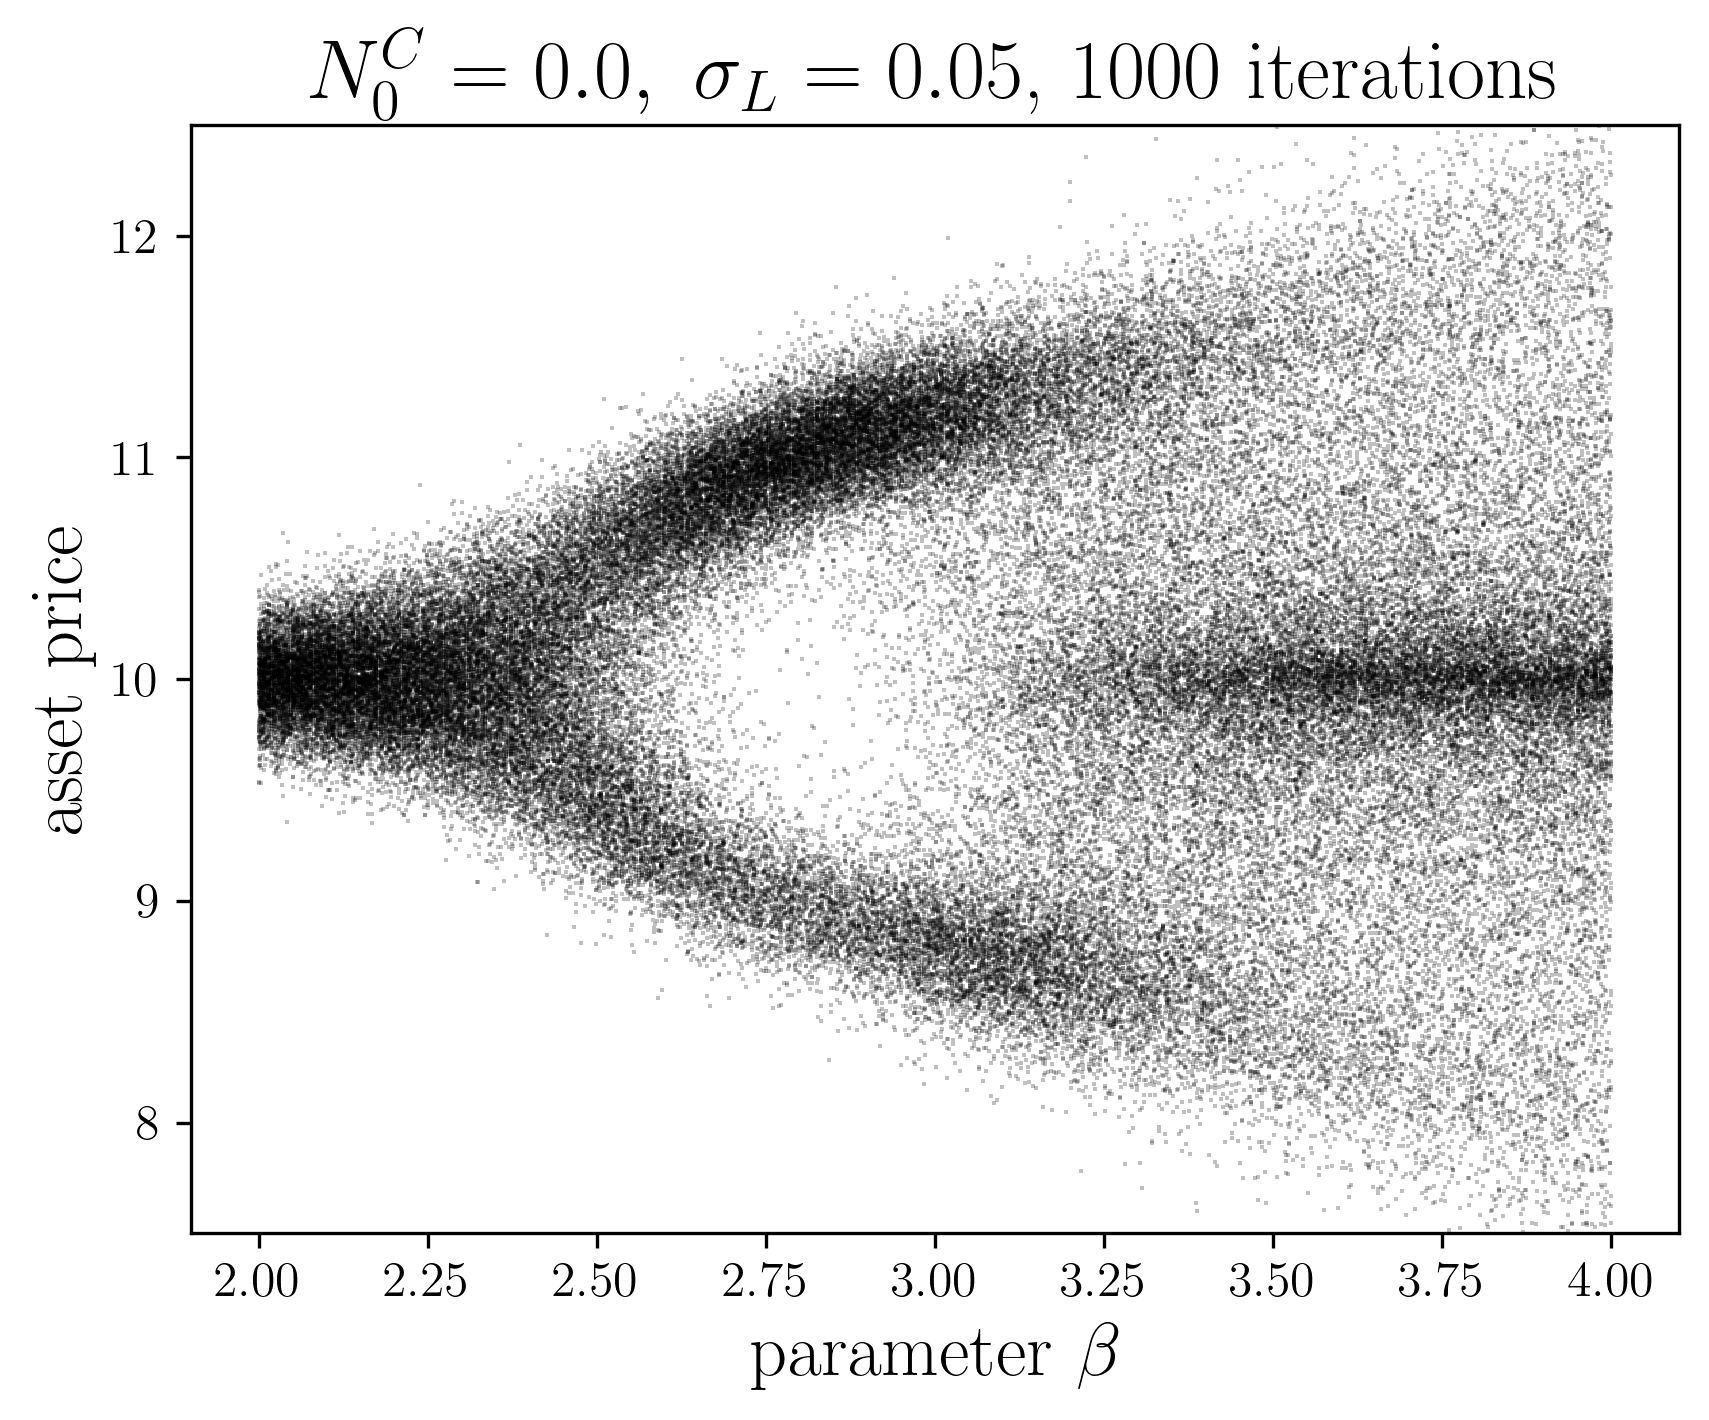 N₀ᶜ = 0.0, σ_L = 0.05, 1000 iterations
asset price
12
11
10
9
8
2.00 2.25 2.50 2.75 3.00 3.25 3.50 3.75 4.00
parameter β